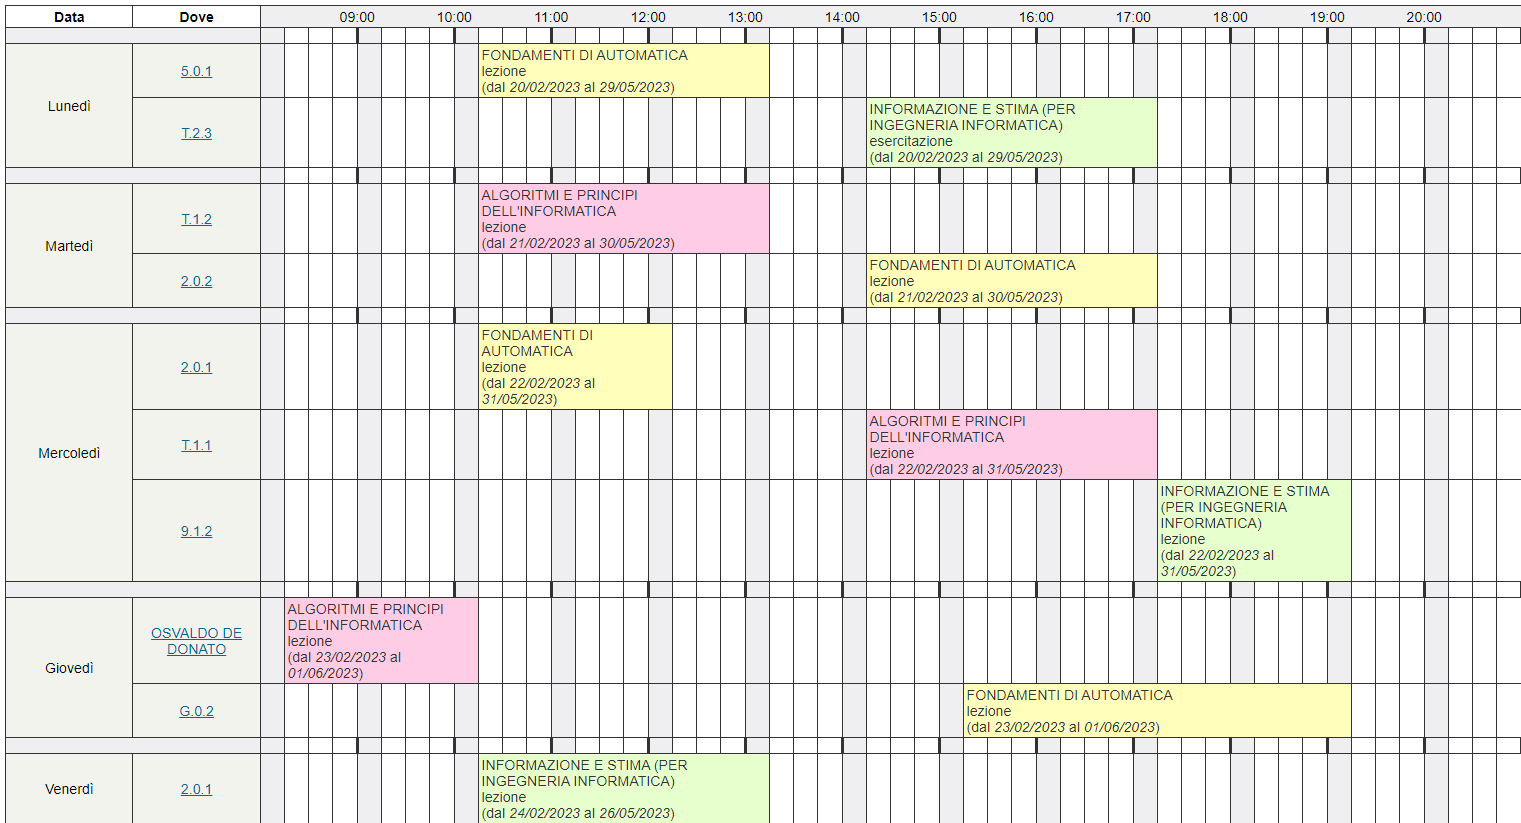 Data Dove 09:00 10:00 11:00 12:00 13:00 14:00 15:00 16:00 17:00 18:00 19:00 20:00
Lunedì
5.0.1
FONDAMENTI DI AUTOMATICA
lezione
(dal 20/02/2023 al 29/05/2023)
T.2.3
INFORMAZIONE E STIMA (PER
INGEGNERIA INFORMATICA)
esercitazione
(dal 20/02/2023 al 29/05/2023)
Martedì
T.1.2
ALGORITMI E PRINCIPI
DELL'INFORMATICA
lezione
(dal 21/02/2023 al 30/05/2023)
2.0.2
FONDAMENTI DI AUTOMATICA
lezione
(dal 21/02/2023 al 30/05/2023)
Mercoledì
2.0.1
FONDAMENTI DI
AUTOMATICA
lezione
(dal 22/02/2023 al
31/05/2023)
T.1.1
ALGORITMI E PRINCIPI
DELL'INFORMATICA
lezione
(dal 22/02/2023 al 31/05/2023)
9.1.2
INFORMAZIONE E STIMA
(PER INGEGNERIA
INFORMATICA)
lezione
(dal 22/02/2023 al
31/05/2023)
Giovedì
OSVALDO DE
DONATO
ALGORITMI E PRINCIPI
DELL'INFORMATICA
lezione
(dal 23/02/2023 al
01/06/2023)
G.0.2
FONDAMENTI DI AUTOMATICA
lezione
(dal 23/02/2023 al 01/06/2023)
Venerdì
2.0.1
INFORMAZIONE E STIMA (PER
INGEGNERIA INFORMATICA)
lezione
(dal 24/02/2023 al 26/05/2023)